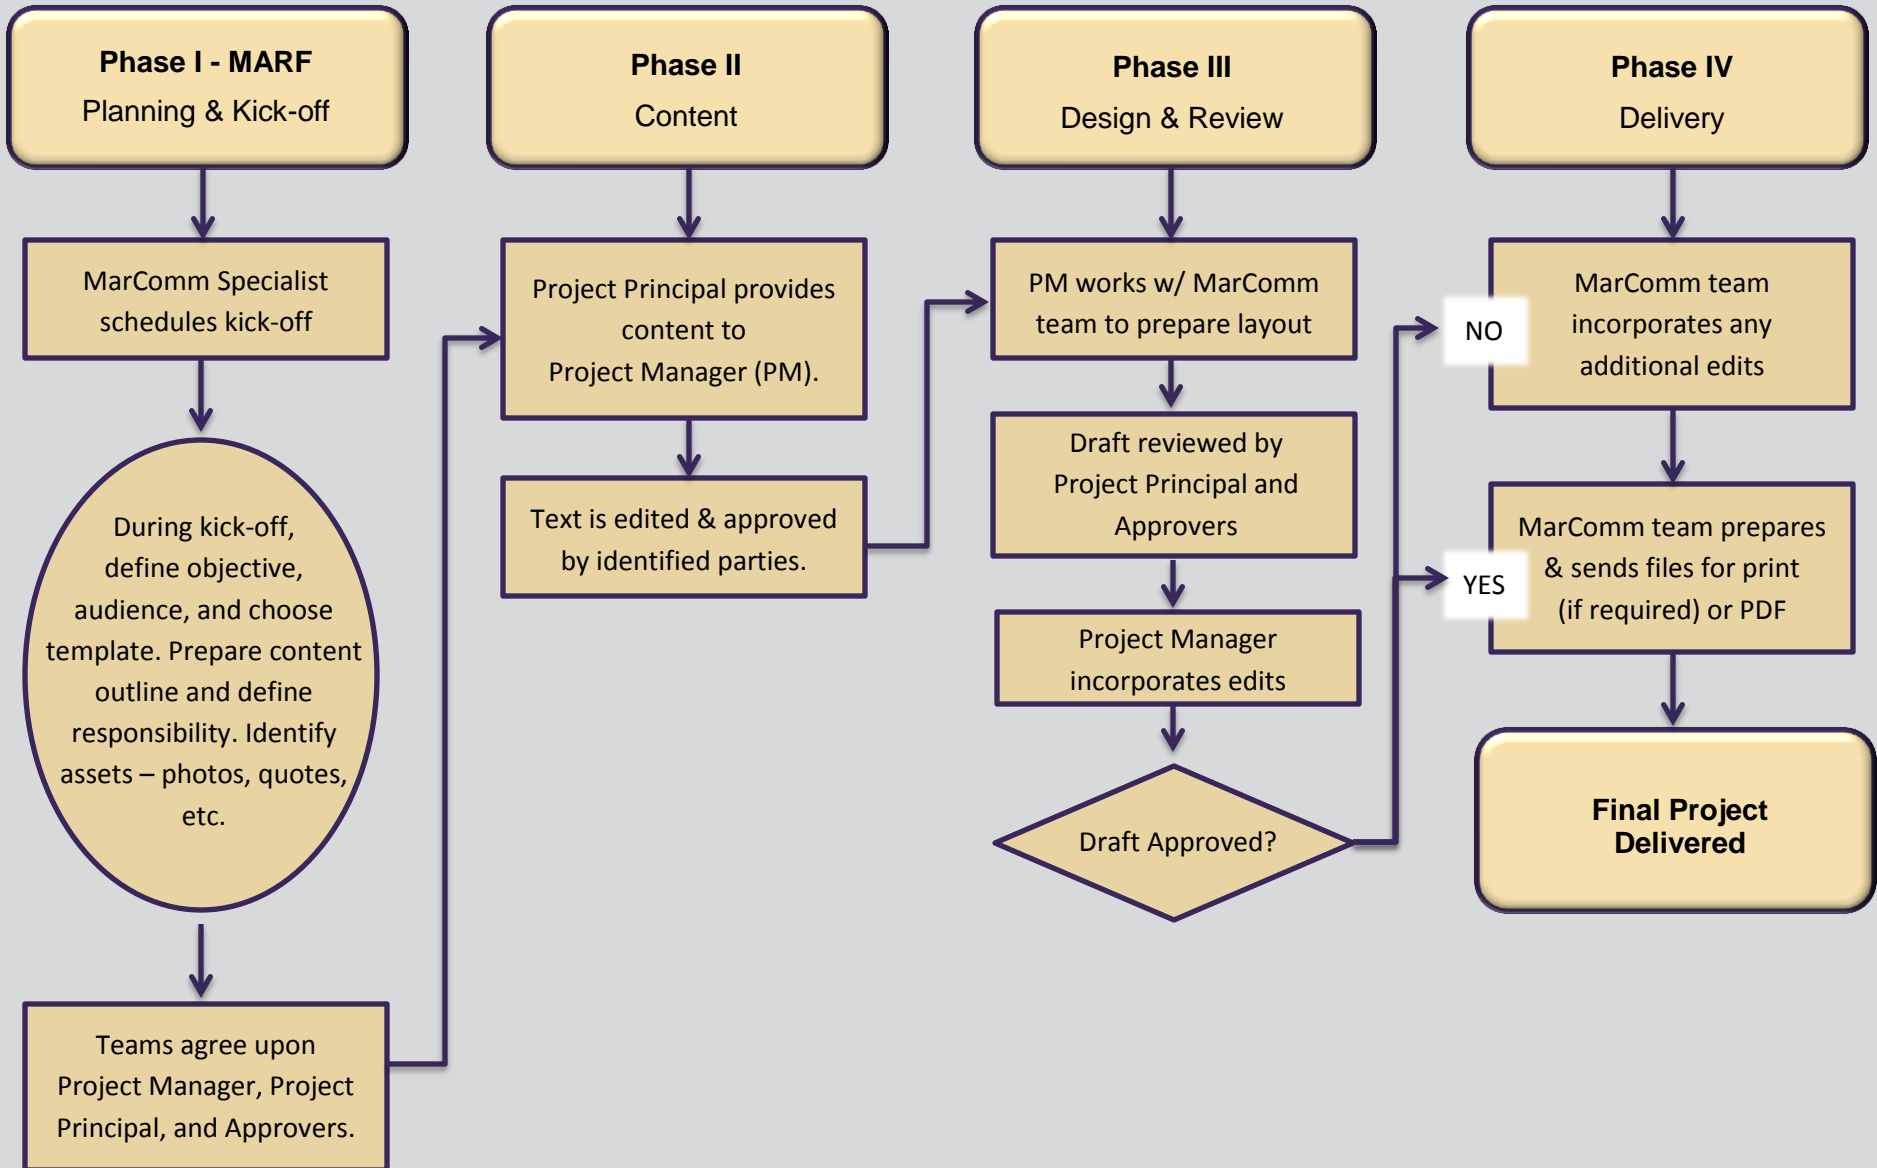 Phase I - MARF
Planning & Kick-off
MarComm Specialist
schedules kick-off
During kick-off,
define objective,
audience, and choose
template. Prepare content
outline and define
responsibility. Identify
assets – photos, quotes,
etc.
Teams agree upon
Project Manager, Project
Principal, and Approvers.
Phase II
Content
Project Principal provides
content to
Project Manager (PM).
Text is edited & approved
by identified parties.
Phase III
Design & Review
PM works w/ MarComm
team to prepare layout
Draft reviewed by
Project Principal and
Approvers
Project Manager
incorporates edits
Draft Approved?
NO
YES
Phase IV
Delivery
MarComm team
incorporates any
additional edits
MarComm team prepares
& sends files for print
(if required) or PDF
Final Project
Delivered